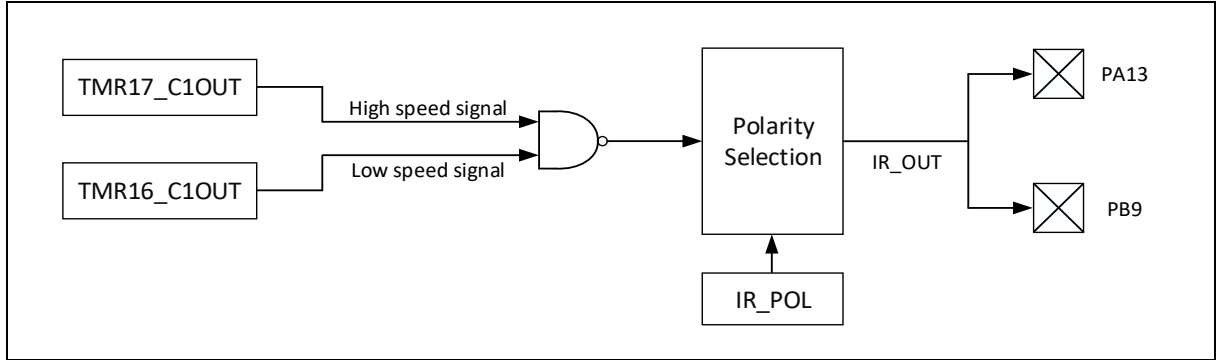 TMR17_C1OUT
High speed signal
TMR16_C1OUT
Low speed signal
Polarity
Selection
IR_POL
IR_OUT
PA13
PB9